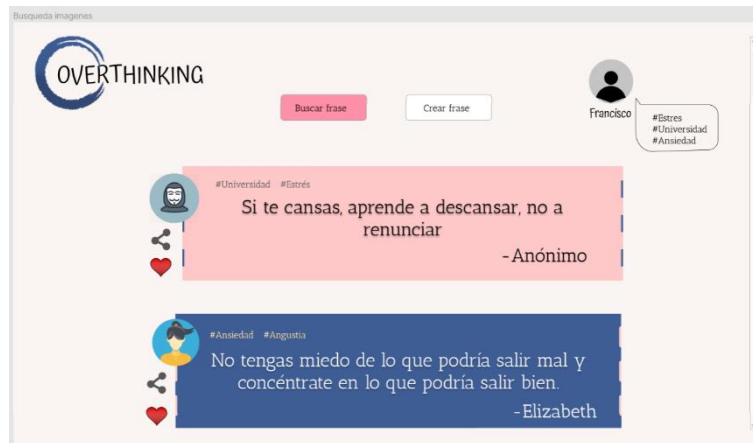 Busqueda imagenes
OVERTHINKING
Buscar frase
Crear frase
Francisco
#Estres
#Universidad
#Ansiedad
#Universidad #Estrés
Si te cansas, aprende a descansar, no a
renunciar
-Anónimo
#Ansiedad #Angustia
No tengas miedo de lo que podría salir mal y
concéntrate en lo que podría salir bien.
-Elizabeth